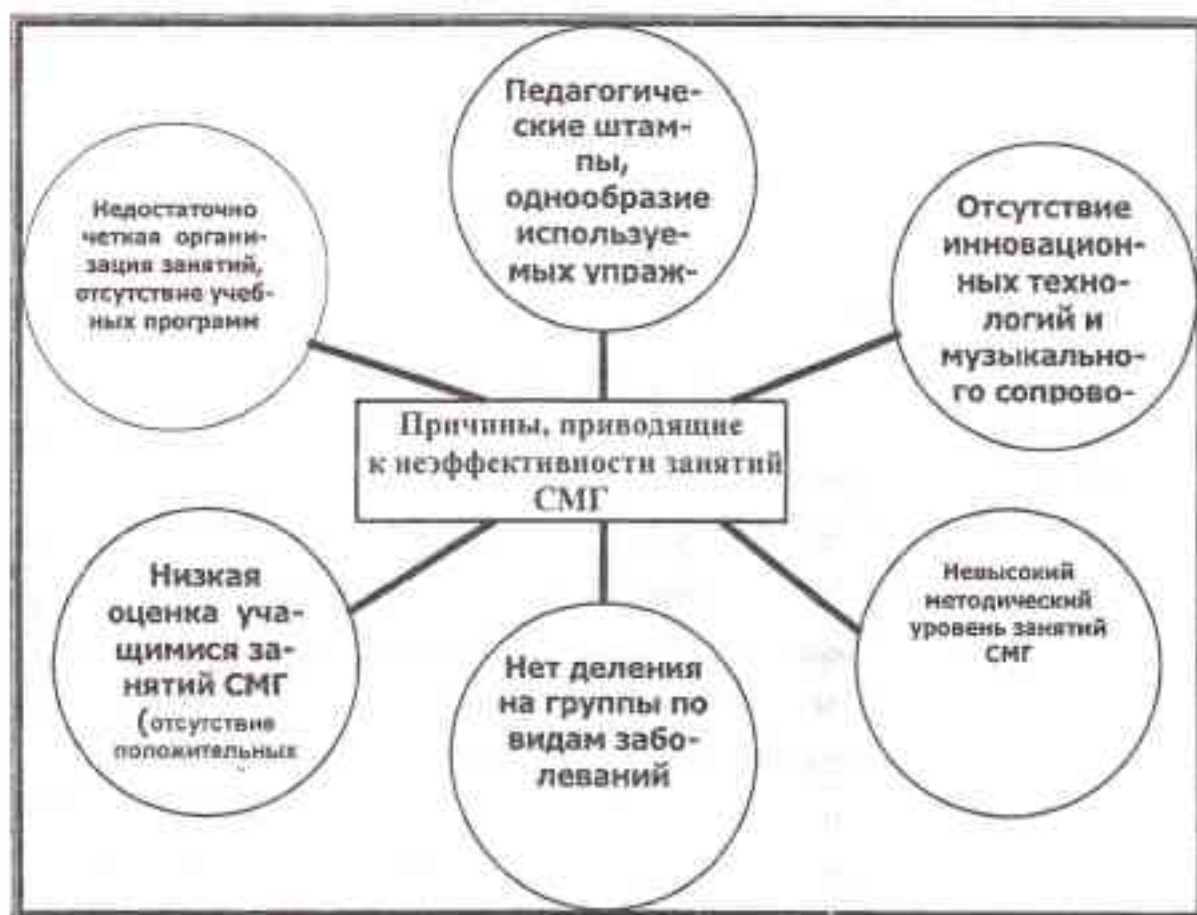 Педагогиче-
ские штам-
пы,
однообразие
используе-
мых упраж-
Недостаточно
четкая органи-
зация занятий,
отсутствие учеб-
ных программ
Отсутствие
инновацион-
ных техно-
логий и
музыкально-
го сопрово-
Причины, приводящие
к неэффективности занятий
СМГ
Низкая
оценка уча-
щимися за-
нятий СМГ
(отсутствие
положительных
Нет деления
на группы по
видам забо-
леваний
Невысокий
методический
уровень занятий
СМГ